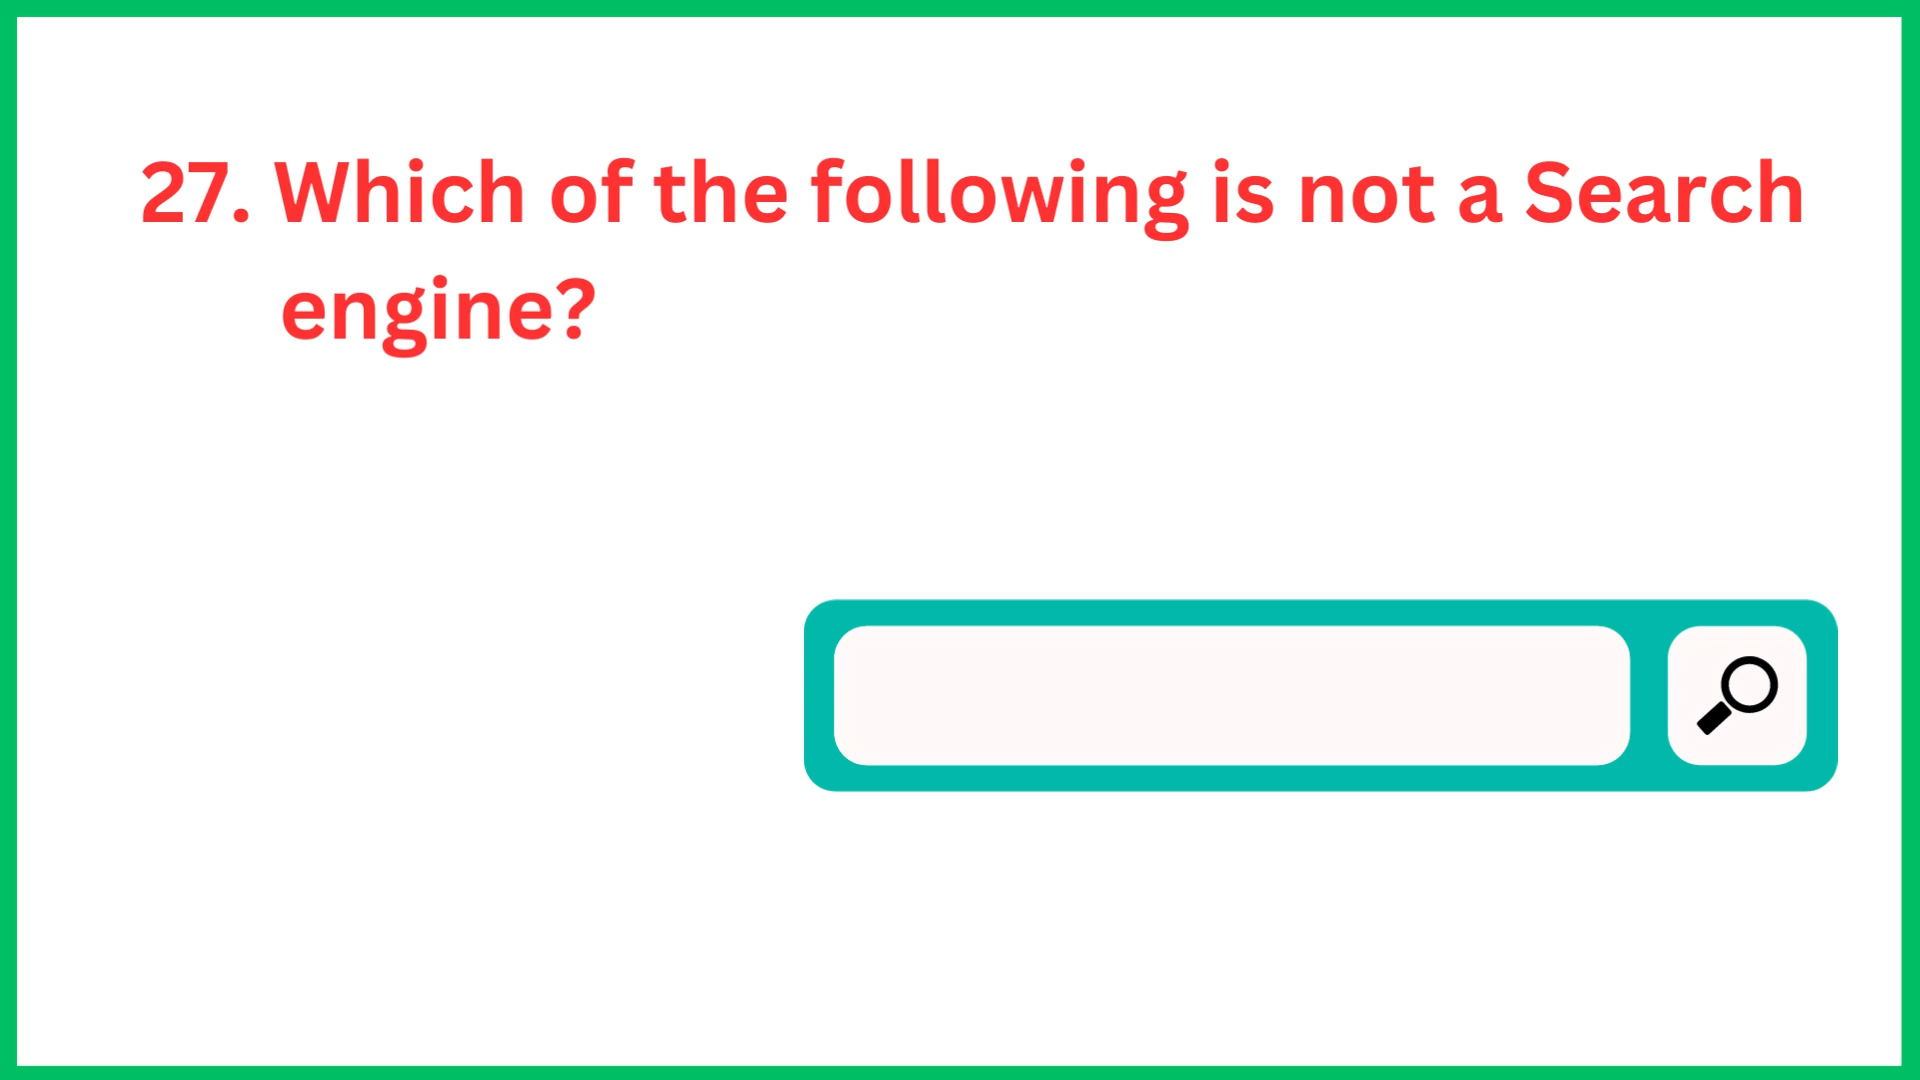 27. Which of the following is not a Search
engine?